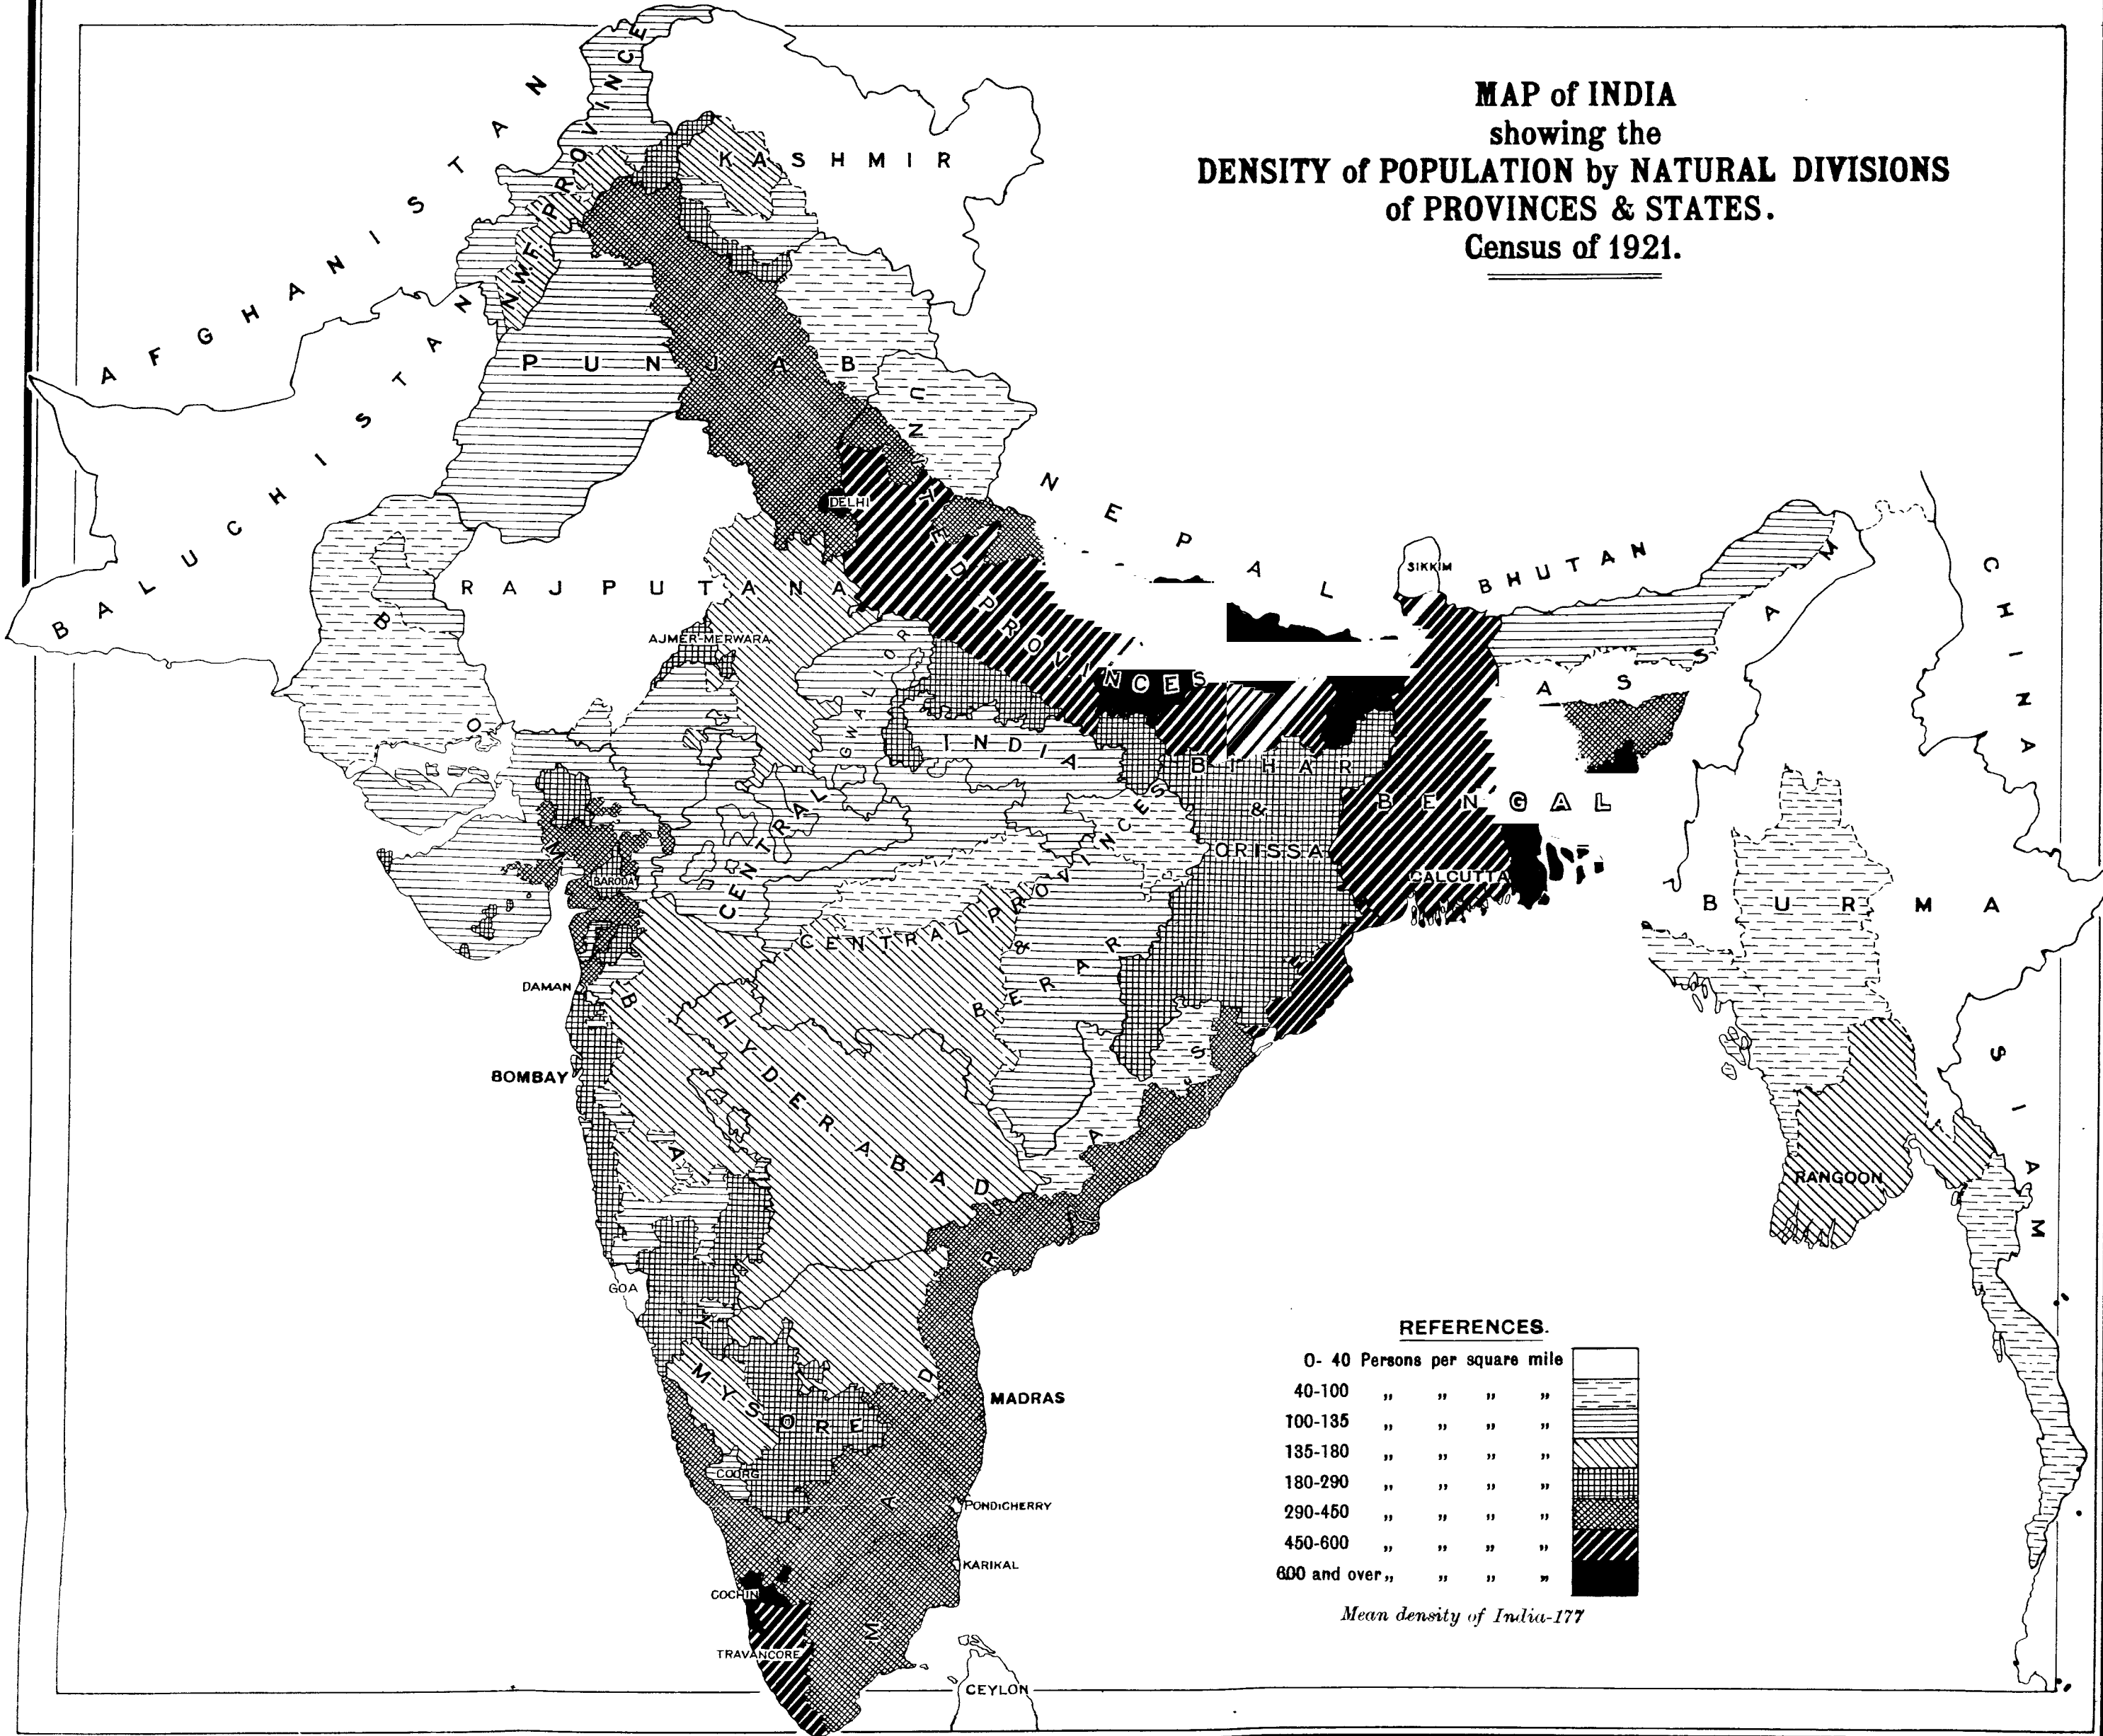 MAP of INDIA
showing the
DENSITY of POPULATION by NATURAL DIVISIONS
of PROVINCES & STATES.
Census of 1921.
AFGHANISTAN
BALUCHISTAN
N.W.F. PROVINCE
KASHMIR
PUNJAB
UNITED PROVINCES
DELHI
NEPAL
SIKKIM
BHUTAN
ASSAM
CHINA
RAJPUTANA
AJMER-MERWARA
GWALIOR
CENTRAL INDIA
BIHAR
&
ORISSA
BENGAL
CALCUTTA
BURMA
BARODA
CENTRAL PROVINCES
& BERAR
DAMAN
BOMBAY
BOMBAY
HYDERABAD
SIAM
RANGOON
GOA
MYSORE
MADRAS
MADRAS
COORG
PONDICHERRY
KARIKAL
COCHIN
TRAVANCORE
CEYLON
REFERENCES.
0- 40 Persons per square mile
40-100 „ „ „ „
100-135 „ „ „ „
135-180 „ „ „ „
180-290 „ „ „ „
290-450 „ „ „ „
450-600 „ „ „ „
600 and over „ „ „ „
Mean density of India-177